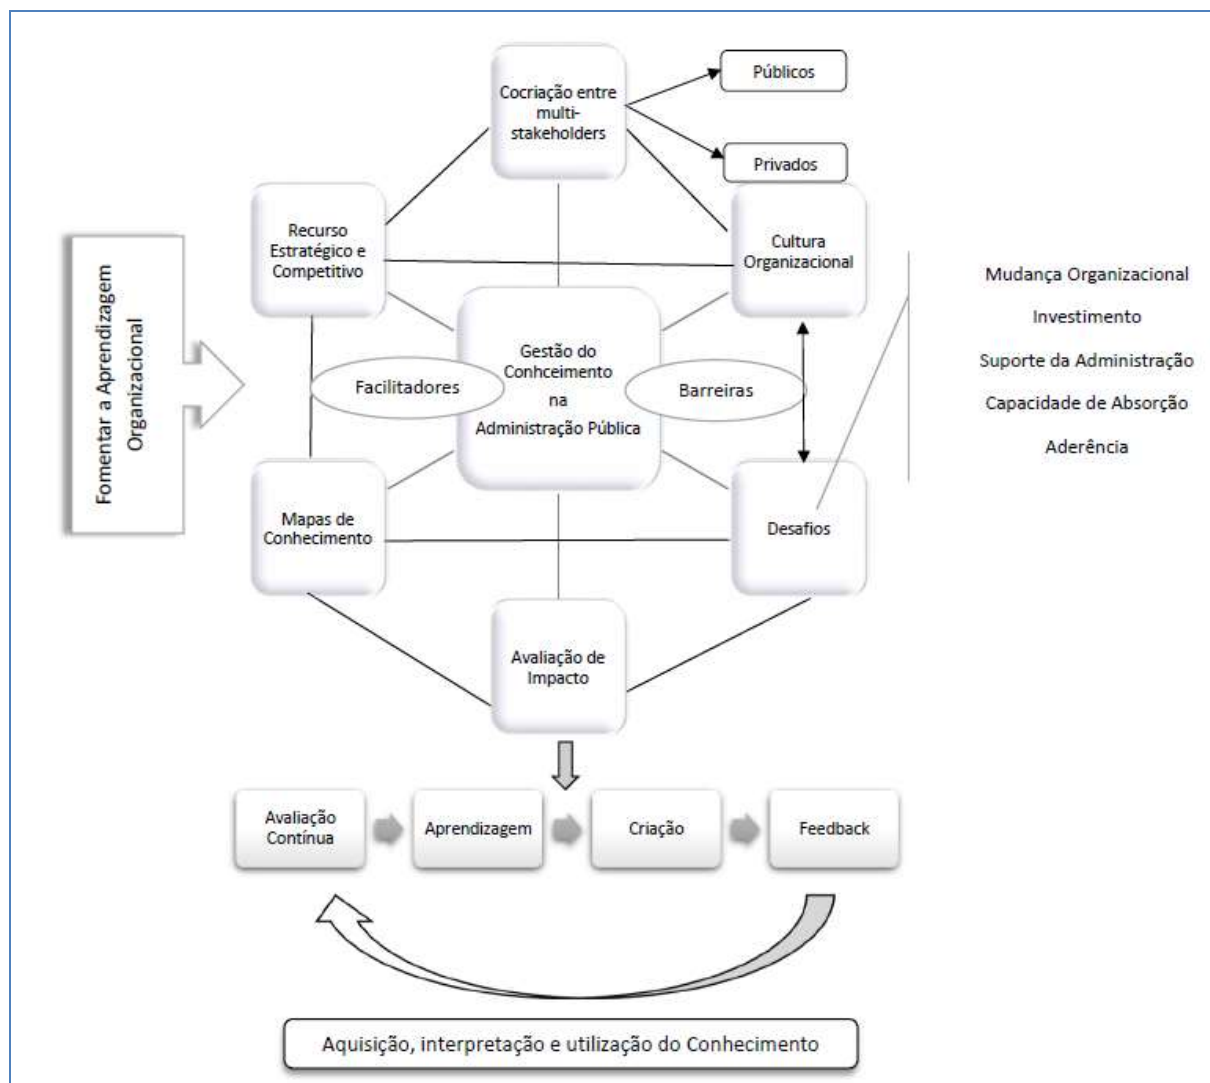 Cocriação entre
multi-
stakeholders
Públicos
Privados
Recurso
Estratégico e
Competitivo
Cultura
Organizacional
Fomentar a Aprendizagem
Organizacional
Gestão do
Conhceimento
na
Administração Pública
Facilitadores
Barreiras
Mudança Organizacional
Investimento
Suporte da Administração
Capacidade de Absorção
Aderência
Mapas de
Conhecimento
Desafios
Avaliação de
Impacto
Avaliação
Contínua
Aprendizagem
Criação
Feedback
Aquisição, interpretação e utilização do Conhecimento